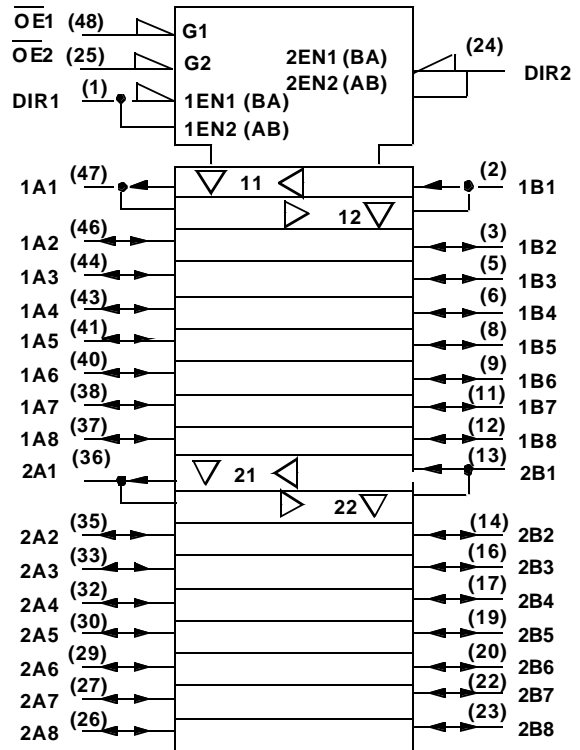 OE1 (48) G1
OE2 (25) G2 2EN1 (BA) (24) DIR2
DIR1 (1) 1EN1 (BA) 2EN2 (AB)
1EN2 (AB)
1A1 (47) 11 (2) 1B1
12
1A2 (46) (3) 1B2
1A3 (44) (5) 1B3
1A4 (43) (6) 1B4
1A5 (41) (8) 1B5
1A6 (40) (9) 1B6
1A7 (38) (11) 1B7
1A8 (37) (12) 1B8
2A1 (36) 21 (13) 2B1
22
2A2 (35) (14) 2B2
2A3 (33) (16) 2B3
2A4 (32) (17) 2B4
2A5 (30) (19) 2B5
2A6 (29) (20) 2B6
2A7 (27) (22) 2B7
2A8 (26) (23) 2B8